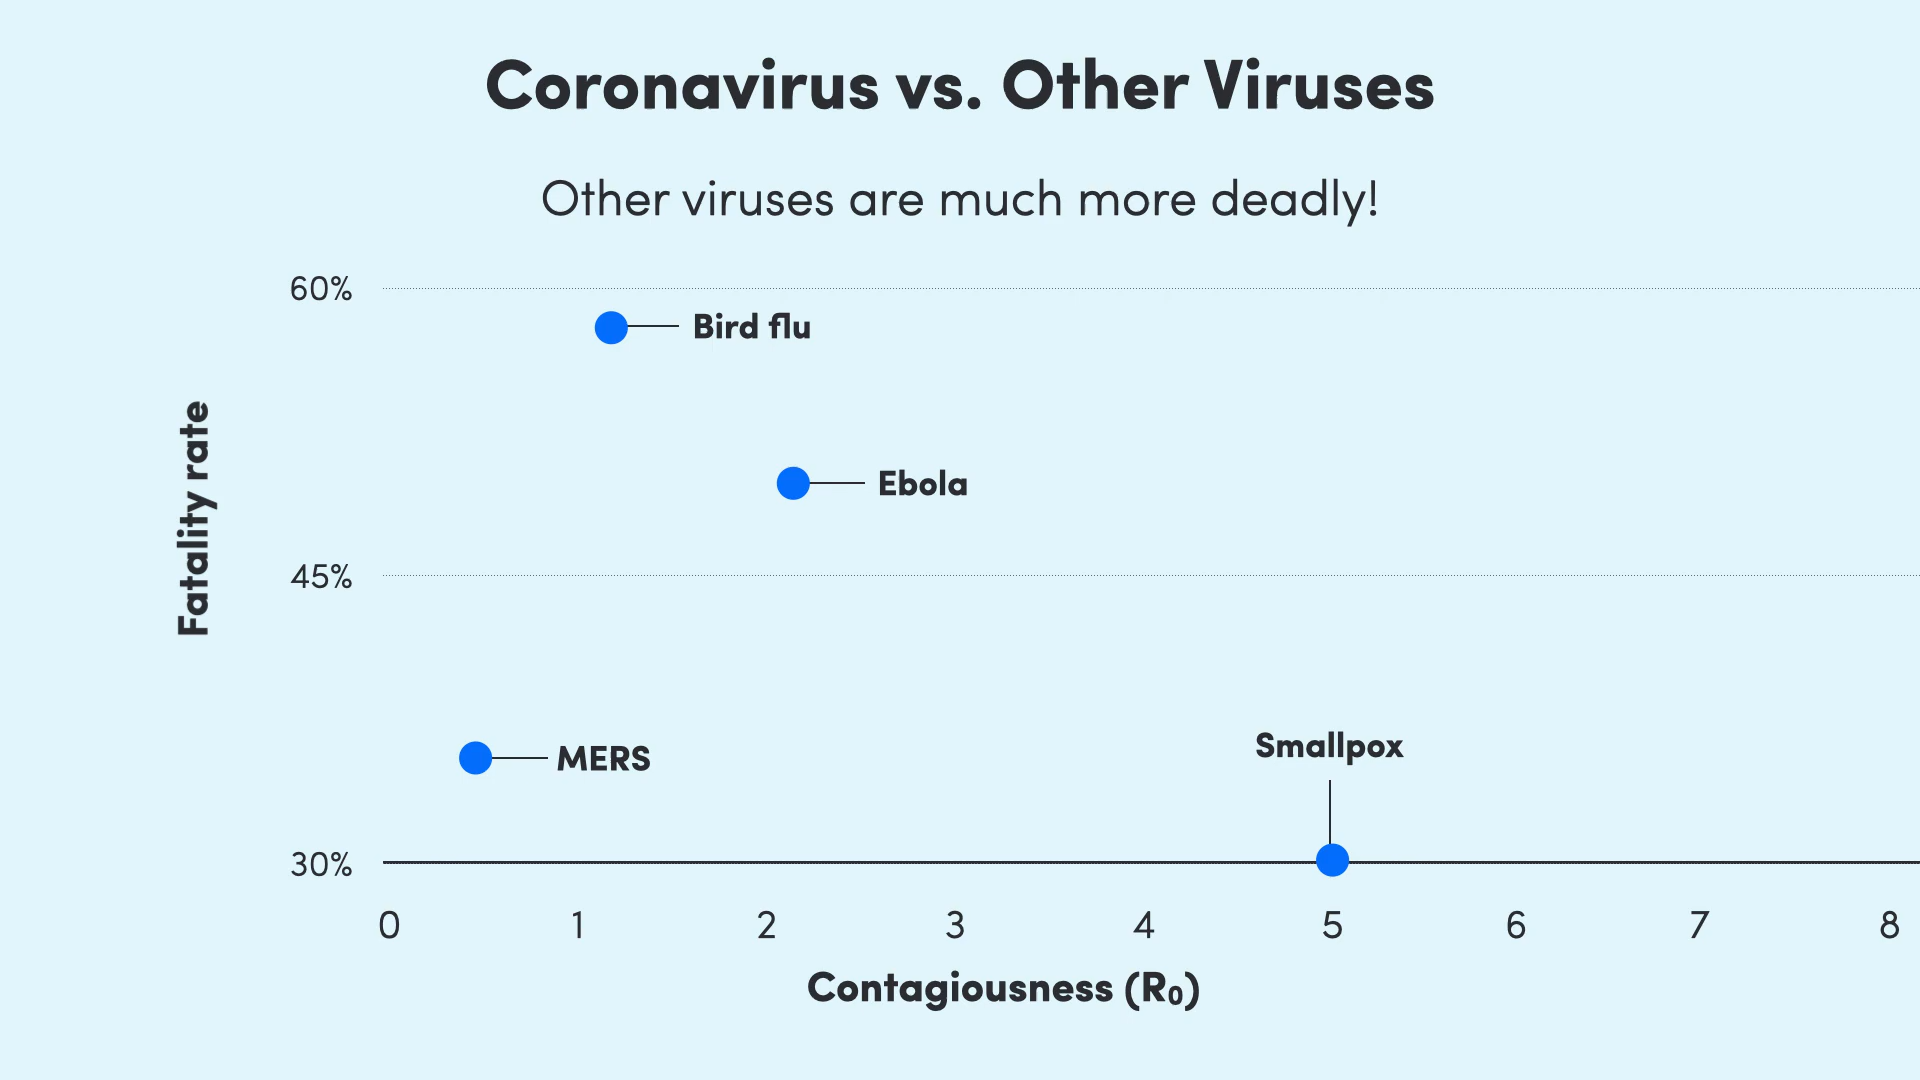 Coronavirus vs. Other Viruses
Other viruses are much more deadly!
60%
Bird flu
Fatality rate
Ebola
45%
Smallpox
MERS
30%
0 1 2 3 4 5 6 7 8
Contagiousness (R₀)